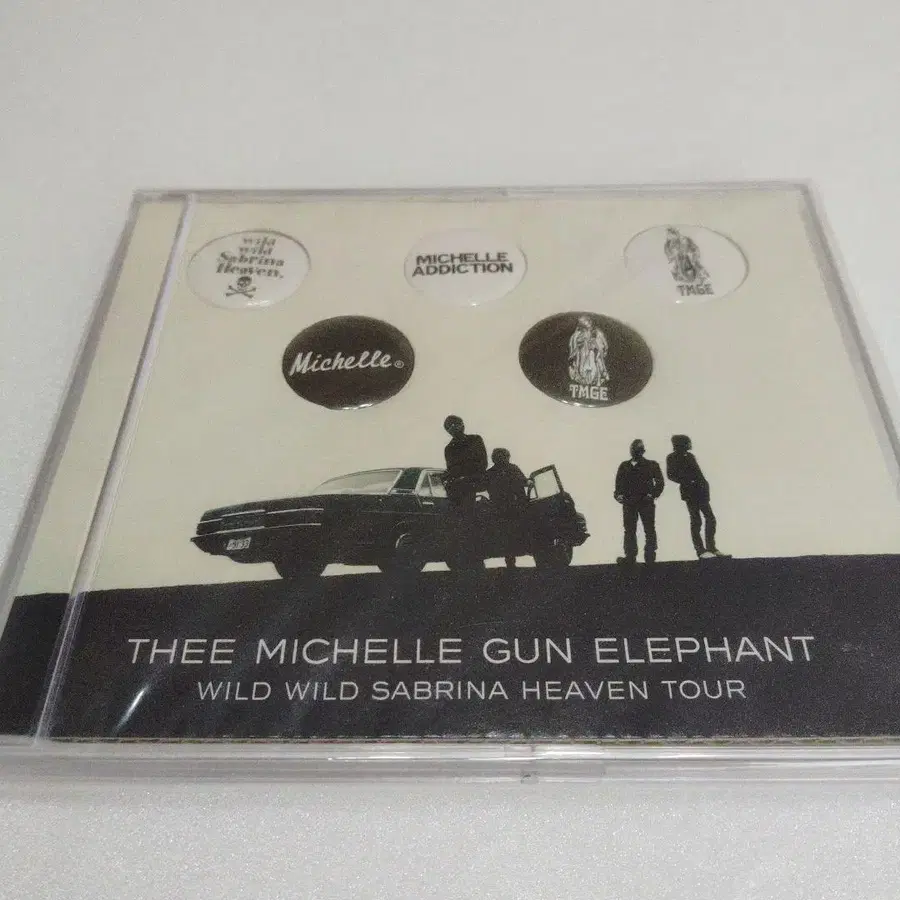 wild
wild
Sabrina
Heaven.
MICHELLE
ADDICTION
TMGE
Michelle®
TMGE
THEE MICHELLE GUN ELEPHANT
WILD WILD SABRINA HEAVEN TOUR